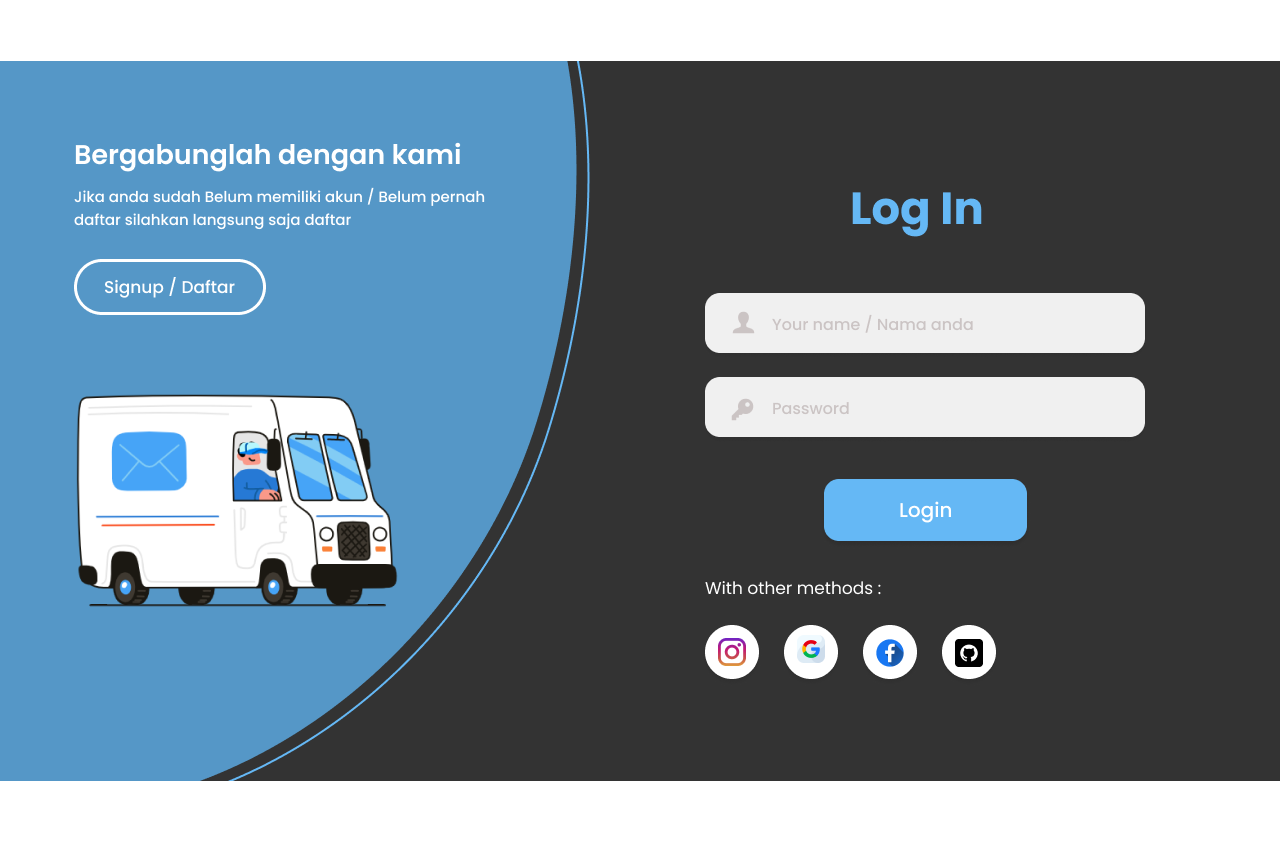 Bergabunglah dengan kami
Jika anda sudah Belum memiliki akun / Belum pernah
daftar silahkan langsung saja daftar
Signup / Daftar
Log In
Your name / Nama anda
Password
Login
With other methods :